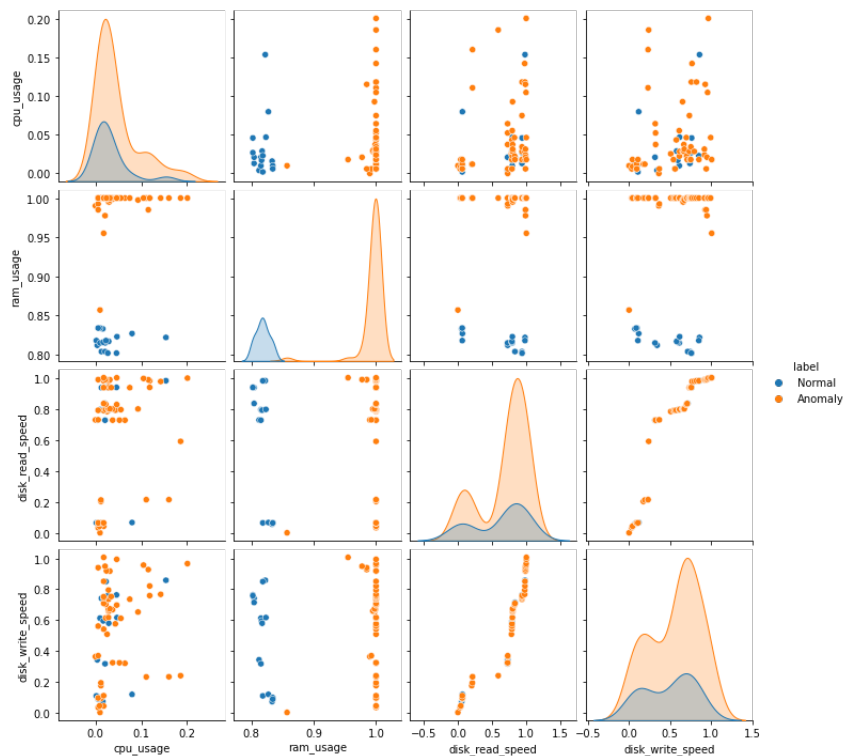 0.20
0.15
0.10
0.05
0.00
cpu_usage
1.00
0.95
0.90
0.85
0.80
ram_usage
1.0
0.8
0.6
0.4
0.2
0.0
disk_read_speed
label
Normal
Anomaly
1.0
0.8
0.6
0.4
0.2
0.0
disk_write_speed
0.0 0.1 0.2
cpu_usage
0.8 0.9 1.0
ram_usage
−0.5 0.0 0.5 1.0 1.5
disk_read_speed
−0.5 0.0 0.5 1.0 1.5
disk_write_speed